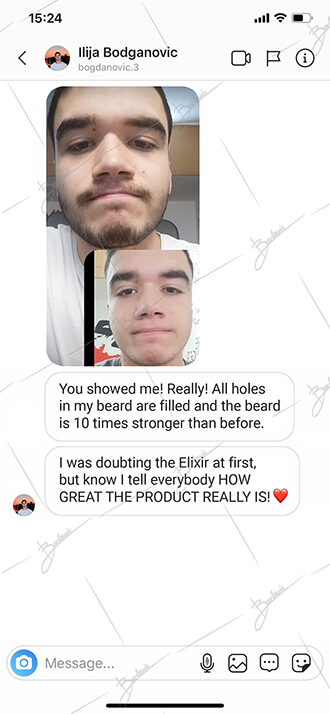 15:24
Ilija Bodganovic
bogdanovic.3
You showed me! Really! All holes
in my beard are filled and the beard
is 10 times stronger than before.
I was doubting the Elixir at first,
but know I tell everybody HOW
GREAT THE PRODUCT REALLY IS!❤️
Message...